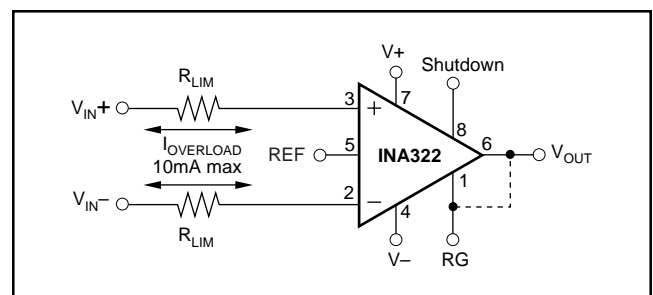 V+
Shutdown
R_LIM
V_IN+
3
+
7
8
I_OVERLOAD
10mA max
REF
5
INA322
6
V_OUT
1
V_IN–
2
–
4
R_LIM
V–
RG